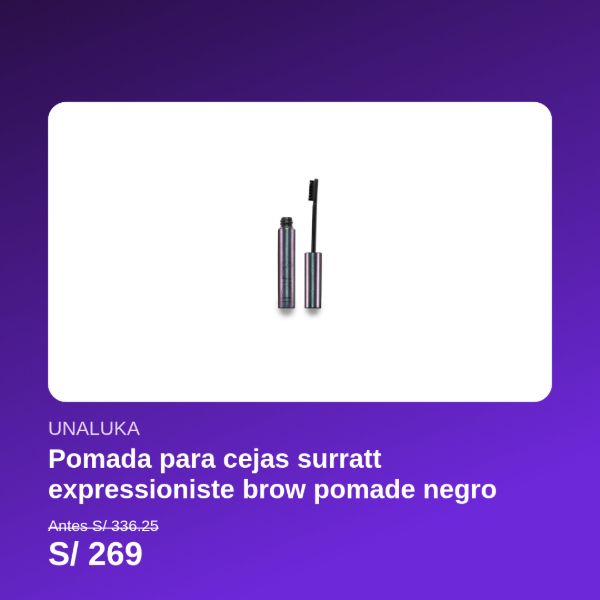 UNALUKA
Pomada para cejas surratt
expressioniste brow pomade negro
Antes S/ 336.25
S/ 269